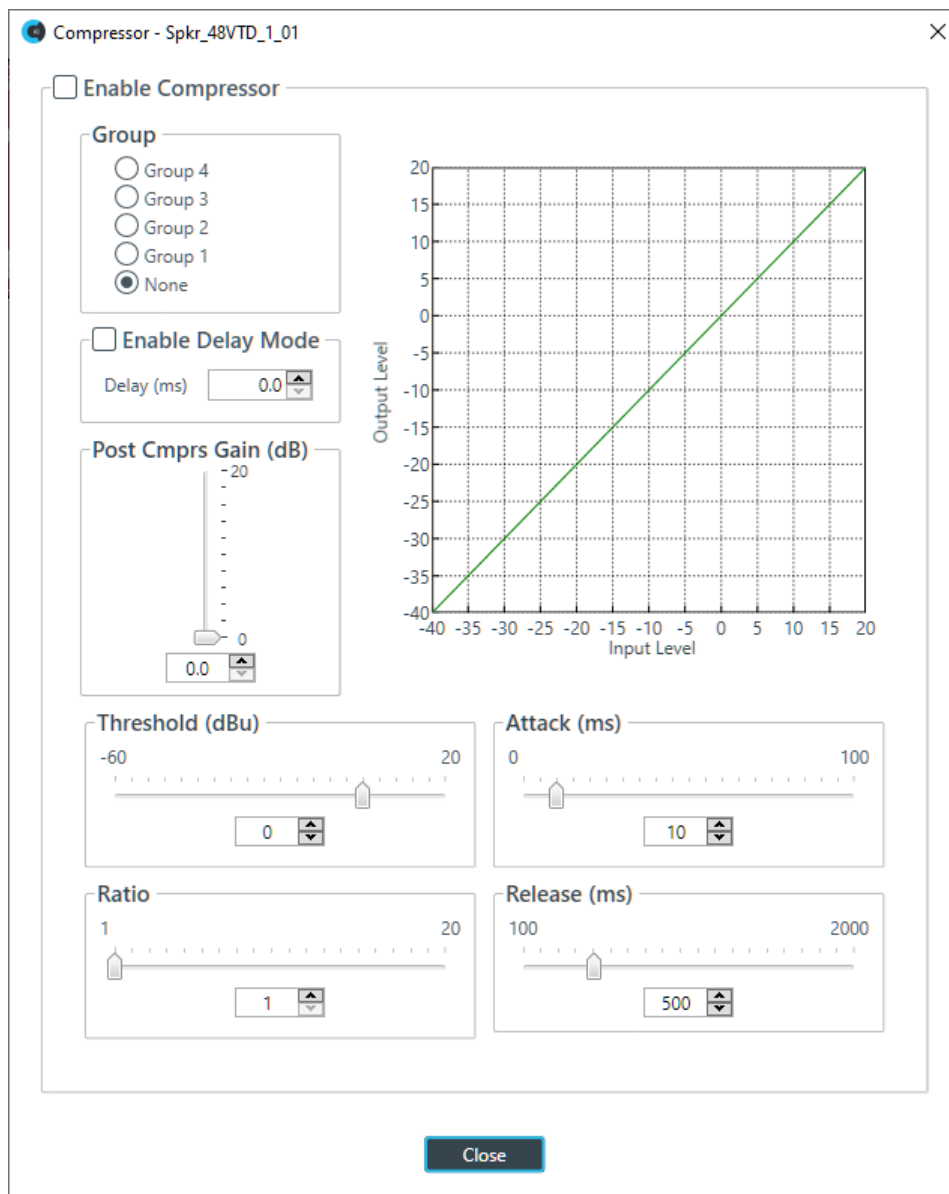 Compressor - Spkr_48VTD_1_01
Enable Compressor
Group
Group 4
Group 3
Group 2
Group 1
None
Enable Delay Mode
Delay (ms) 0.0
Post Cmprs Gain (dB)
20
0
0.0
Output Level
20
15
10
5
0
-5
-10
-15
-20
-25
-30
-35
-40
-40 -35 -30 -25 -20 -15 -10 -5 0 5 10 15 20
Input Level
Threshold (dBu)
-60 20
0
Attack (ms)
0 100
10
Ratio
1 20
1
Release (ms)
100 2000
500
Close